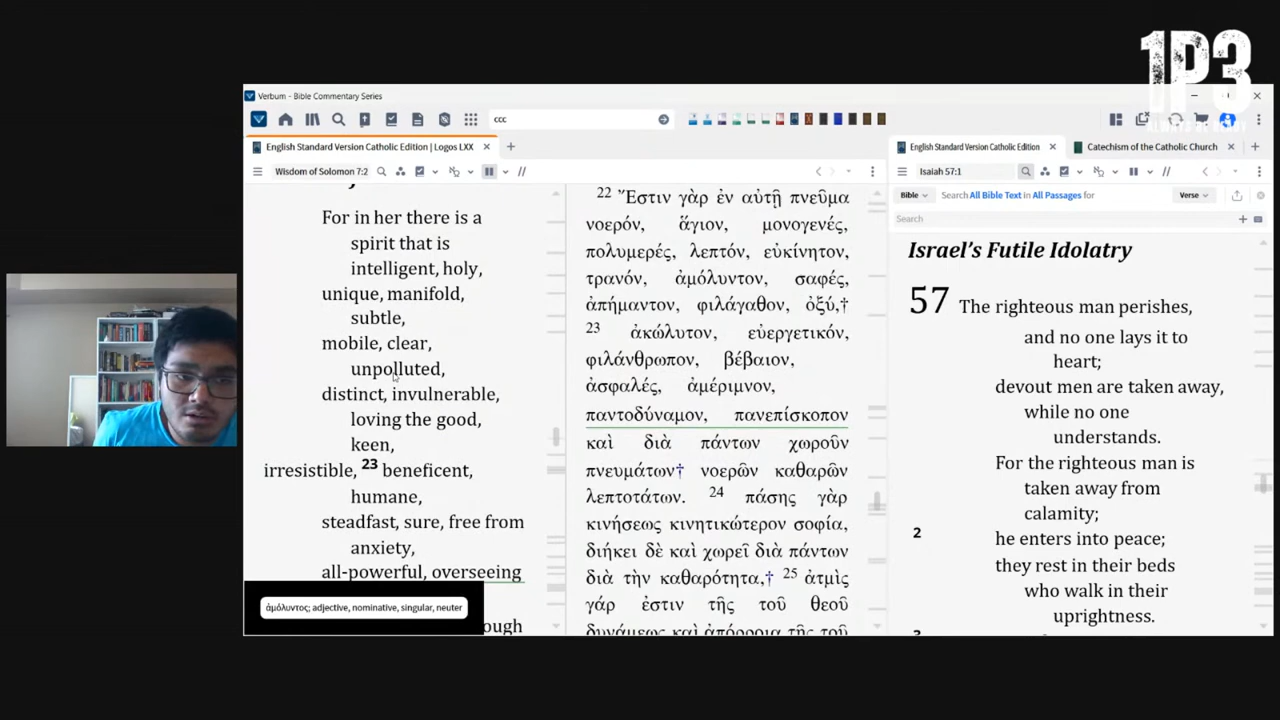 1P3
ALWAYS BE READY
Verbum - Bible Commentary Series
ccc
English Standard Version Catholic Edition | Logos LXX
Wisdom of Solomon 7:2
For in her there is a
spirit that is
intelligent, holy,
unique, manifold,
subtle,
mobile, clear,
unpolluted,
distinct, invulnerable,
loving the good,
keen,
irresistible, 23 beneficent,
humane,
steadfast, sure, free from
anxiety,
all-powerful, overseeing
ough
ἀμόλυντος; adjective, nominative, singular, neuter
22 Ἔστιν γὰρ ἐν αὐτῇ πνεῦμα
νοερόν, ἅγιον, μονογενές,
πολυμερές, λεπτόν, εὐκίνητον,
τρανόν, ἀμόλυντον, σαφές,
ἀπήμαντον, φιλάγαθον, ὀξύ,†
23 ἀκώλυτον, εὐεργετικόν,
φιλάνθρωπον, βέβαιον,
ἀσφαλές, ἀμέριμνον,
παντοδύναμον, πανεπίσκοπον
καὶ διὰ πάντων χωροῦν
πνευμάτων† νοερῶν καθαρῶν
λεπτοτάτων. 24 πάσης γὰρ
κινήσεως κινητικώτερον σοφία,
διήκει δὲ καὶ χωρεῖ διὰ πάντων
διὰ τὴν καθαρότητα,† 25 ἀτμὶς
γάρ ἐστιν τῆς τοῦ θεοῦ
δυνάμεως καὶ ἀπόρροια τῆς τοῦ
English Standard Version Catholic Edition
Catechism of the Catholic Church
Isaiah 57:1
Bible Search All Bible Text in All Passages for Verse
Search
Israel's Futile Idolatry
57 The righteous man perishes,
and no one lays it to
heart;
devout men are taken away,
while no one
understands.
For the righteous man is
taken away from
calamity;
2 he enters into peace;
they rest in their beds
who walk in their
uprightness.